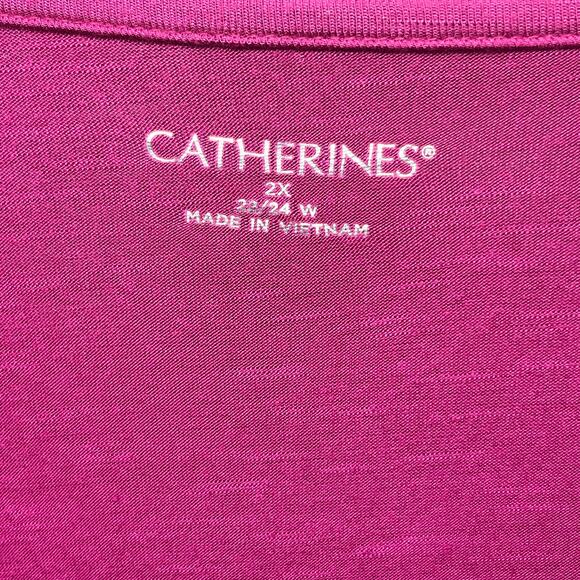 CATHERINES®
2X
22/24 W
MADE IN VIETNAM